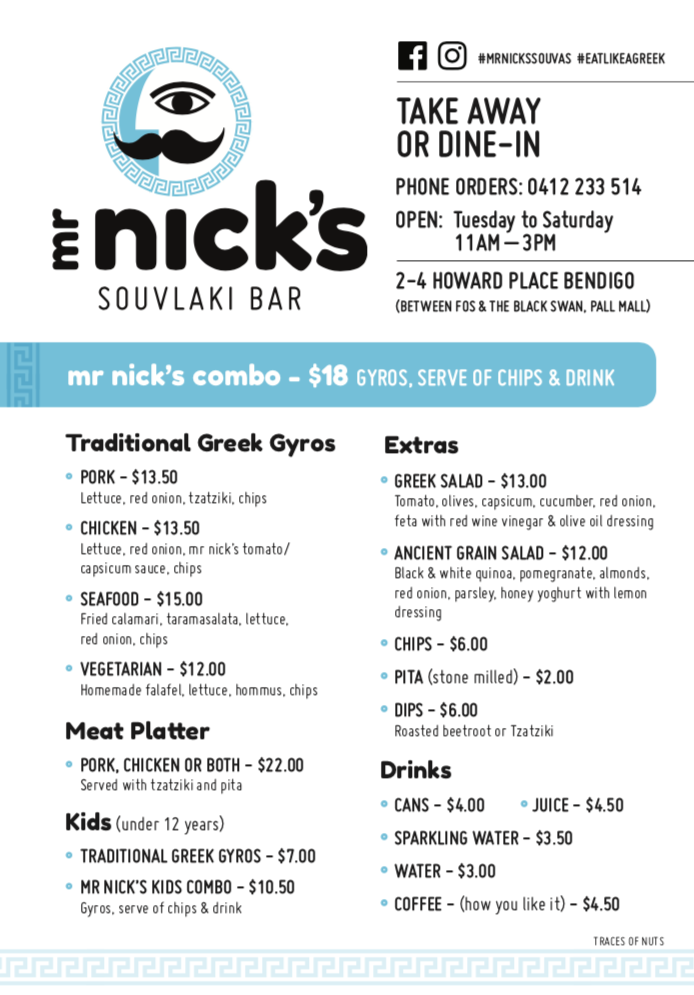 mr nick's
SOUVLAKI BAR
#MRNICKSSOUVAS #EATLIKEAGREEK
TAKE AWAY
OR DINE-IN
PHONE ORDERS: 0412 233 514
OPEN: Tuesday to Saturday
11AM – 3PM
2-4 HOWARD PLACE BENDIGO
(BETWEEN FOS & THE BLACK SWAN, PALL MALL)
mr nick's combo - $18 GYROS, SERVE OF CHIPS & DRINK
Traditional Greek Gyros
PORK - $13.50
Lettuce, red onion, tzatziki, chips
CHICKEN - $13.50
Lettuce, red onion, mr nick's tomato/
capsicum sauce, chips
SEAFOOD - $15.00
Fried calamari, taramasalata, lettuce,
red onion, chips
VEGETARIAN - $12.00
Homemade falafel, lettuce, hommus, chips
Meat Platter
PORK, CHICKEN OR BOTH - $22.00
Served with tzatziki and pita
Kids (under 12 years)
TRADITIONAL GREEK GYROS - $7.00
MR NICK'S KIDS COMBO - $10.50
Gyros, serve of chips & drink
Extras
GREEK SALAD - $13.00
Tomato, olives, capsicum, cucumber, red onion,
feta with red wine vinegar & olive oil dressing
ANCIENT GRAIN SALAD - $12.00
Black & white quinoa, pomegranate, almonds,
red onion, parsley, honey yoghurt with lemon
dressing
CHIPS - $6.00
PITA (stone milled) - $2.00
DIPS - $6.00
Roasted beetroot or Tzatziki
Drinks
CANS - $4.00 JUICE - $4.50
SPARKLING WATER - $3.50
WATER - $3.00
COFFEE - (how you like it) - $4.50
TRACES OF NUTS